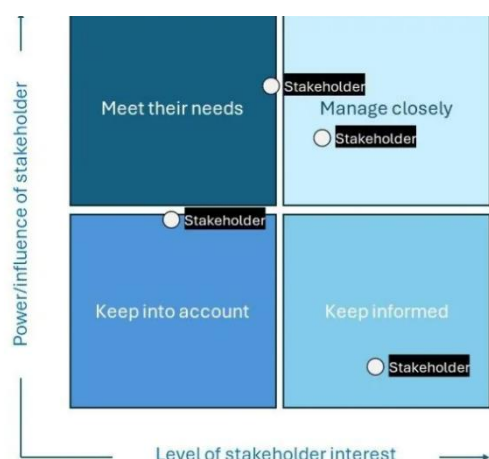 Power/influence of stakeholder
Stakeholder
Meet their needs
Manage closely
Stakeholder
Stakeholder
Keep into account
Keep informed
Stakeholder
Level of stakeholder interest